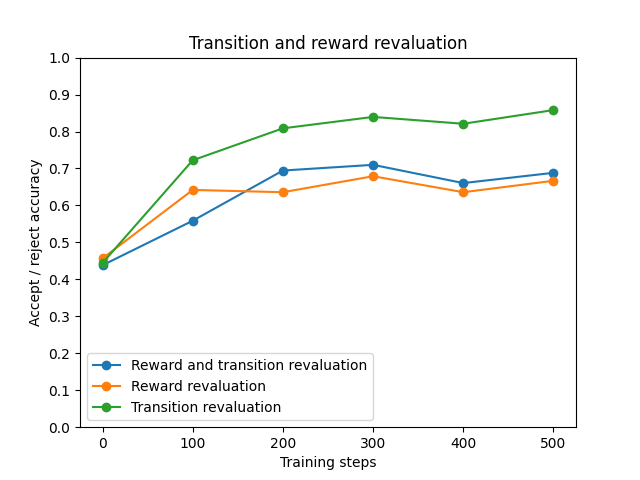 Transition and reward revaluation
1.0
0.9
0.8
0.7
0.6
0.5
0.4
0.3
0.2
0.1
0.0
Accept / reject accuracy
Reward and transition revaluation
Reward revaluation
Transition revaluation
0 100 200 300 400 500
Training steps